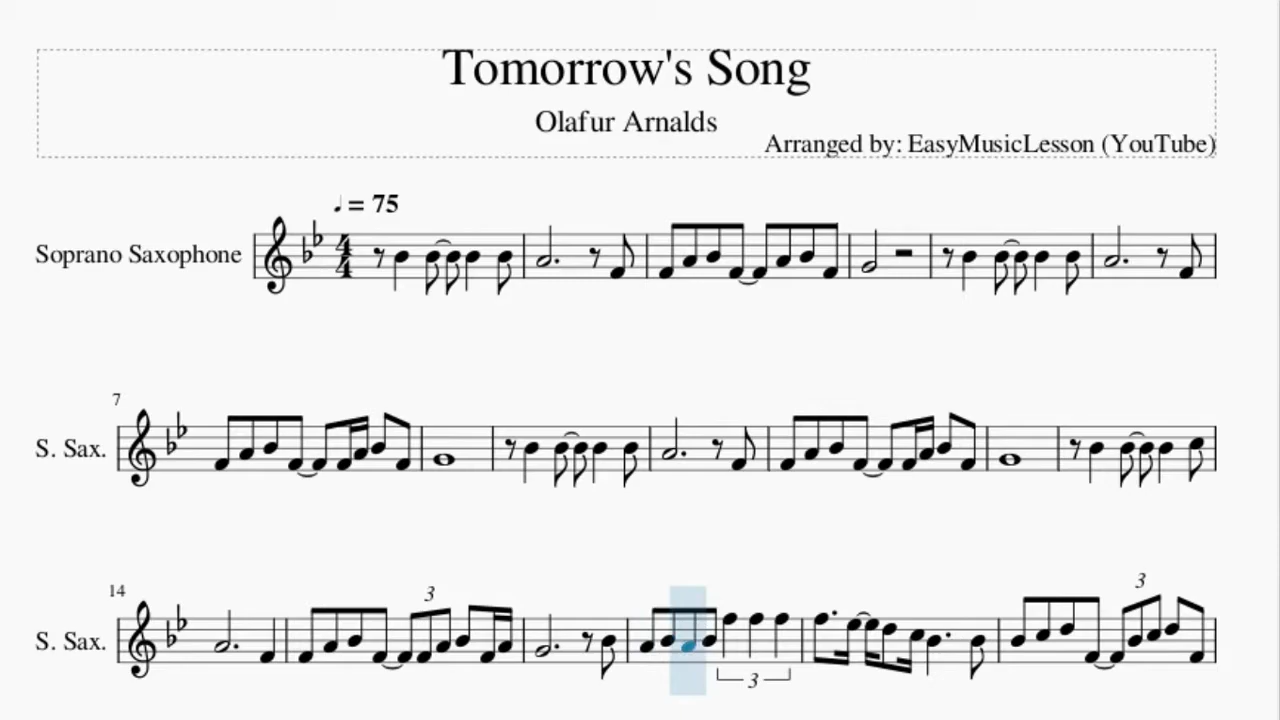 Tomorrow's Song
Olafur Arnalds
Arranged by: EasyMusicLesson (YouTube)
♩ = 75
Soprano Saxophone
4
4
7
S. Sax.
14
3
3
S. Sax.
3